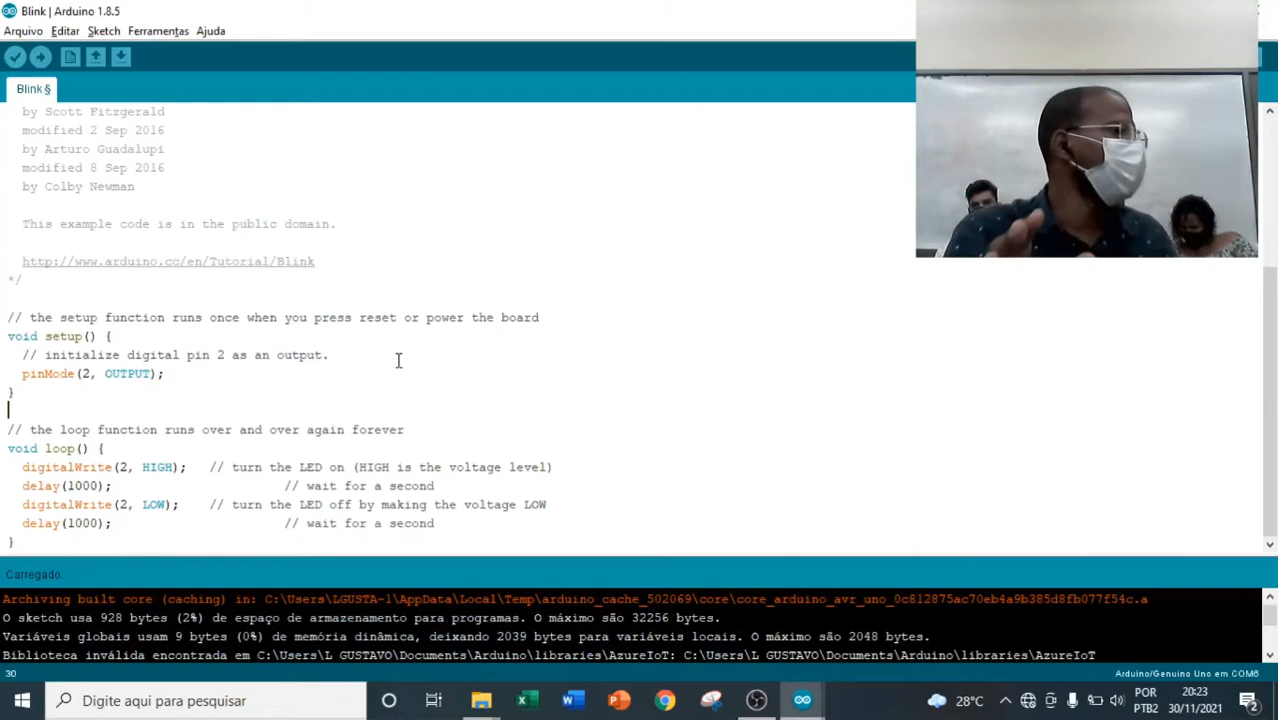 Blink | Arduino 1.8.5
Arquivo Editar Sketch Ferramentas Ajuda
Blink §
by Scott Fitzgerald
modified 2 Sep 2016
by Arturo Guadalupi
modified 8 Sep 2016
by Colby Newman
This example code is in the public domain.
http://www.arduino.cc/en/Tutorial/Blink
*/
// the setup function runs once when you press reset or power the board
void setup() {
// initialize digital pin 2 as an output.
pinMode(2, OUTPUT);
}
// the loop function runs over and over again forever
void loop() {
digitalWrite(2, HIGH); // turn the LED on (HIGH is the voltage level)
delay(1000); // wait for a second
digitalWrite(2, LOW); // turn the LED off by making the voltage LOW
delay(1000); // wait for a second
}
Carregado.
Archiving built core (caching) in: C:\Users\LGUSTA~1\AppData\Local\Temp\arduino_cache_502069\core\core_arduino_avr_uno_0c812875ac70eb4a9b385d8fb077f54c.a
O sketch usa 928 bytes (2%) de espaço de armazenamento para programas. O máximo são 32256 bytes.
Variáveis globais usam 9 bytes (0%) de memória dinâmica, deixando 2039 bytes para variáveis locais. O máximo são 2048 bytes.
Biblioteca inválida encontrada em C:\Users\L GUSTAVO\Documents\Arduino\libraries\AzureIoT: C:\Users\L GUSTAVO\Documents\Arduino\libraries\AzureIoT
30 Arduino/Genuino Uno em COM6
Digite aqui para pesquisar 28°C POR 20:23
PTB2 30/11/2021 2